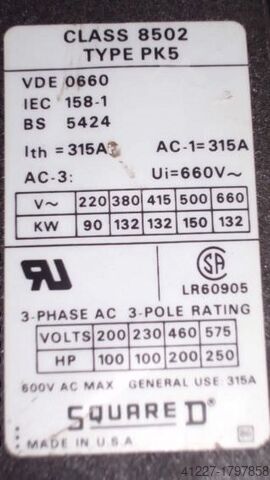 CLASS 8502
TYPE PK5
VDE 0660
IEC 158-1
BS 5424
Ith = 315A AC-1 = 315A
AC-3: Ui = 660V~
V~ 220 380 415 500 660
KW 90 132 132 150 132
LR60905
3-PHASE AC 3-POLE RATING
VOLTS 200 230 460 575
HP 100 100 200 250
600V AC MAX GENERAL USE 315A
SQUARE D
MADE IN U.S.A.
41227-1797858